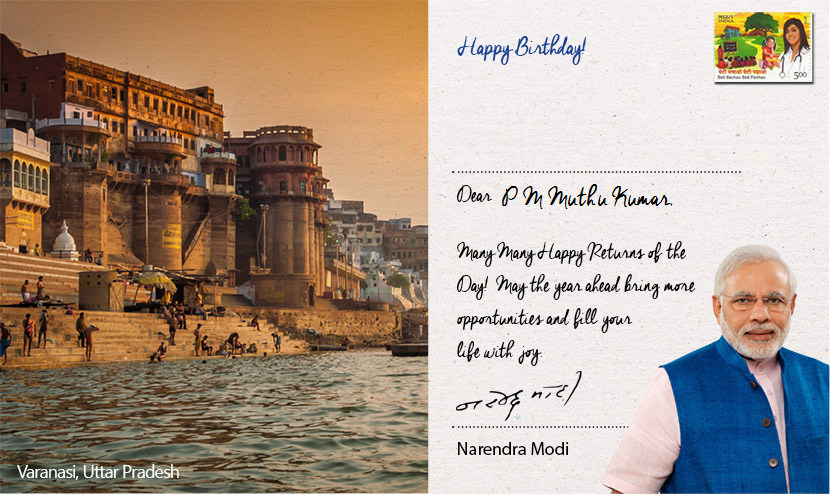 Happy Birthday!
INDIA
बेटी बचाओ बेटी पढ़ाओ
Beti Bachao Beti Padhao
5.00
Dear P M Muthu Kumar,
Many Many Happy Returns of the
Day! May the year ahead bring more
opportunities and fill your
life with joy.
नरेन्द्र मोदी
Narendra Modi
Varanasi, Uttar Pradesh